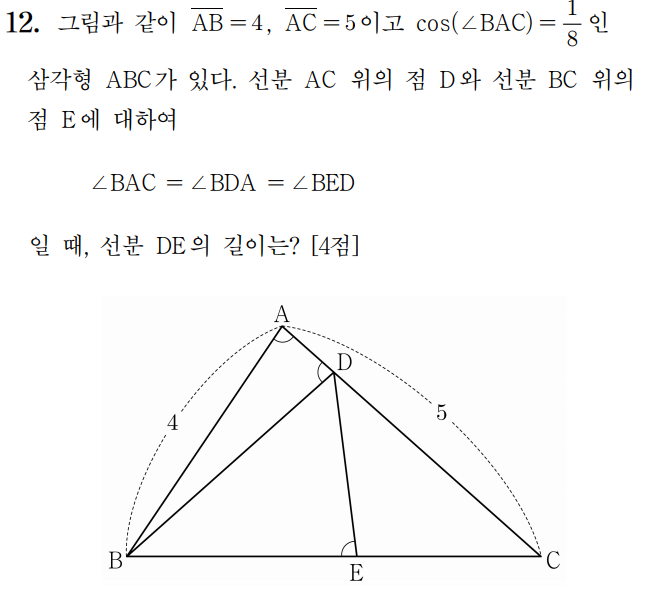 12. 그림과 같이 $\overline{AB}=4$, $\overline{AC}=5$이고 $\cos(\angle BAC)=\frac{1}{8}$인
삼각형 ABC가 있다. 선분 AC 위의 점 D와 선분 BC 위의
점 E에 대하여
∠BAC = ∠BDA = ∠BED
일 때, 선분 DE의 길이는? [4점]
A
D
4
5
B
E
C